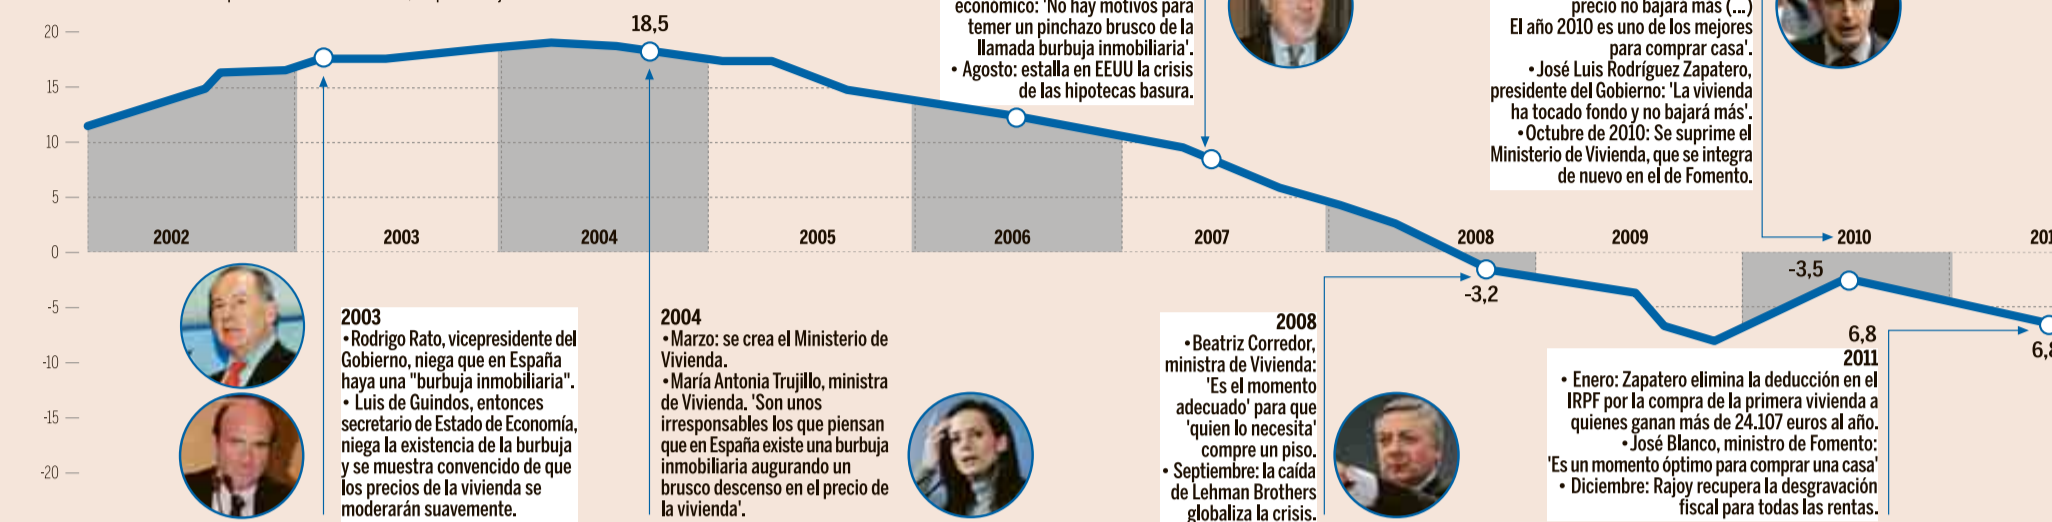 económico: 'No hay motivos para
temer un pinchazo brusco de la
llamada burbuja inmobiliaria'.
• Agosto: estalla en EEUU la crisis
de las hipotecas basura.
precio no bajará más (...)
El año 2010 es uno de los mejores
para comprar casa'.
•José Luis Rodríguez Zapatero,
presidente del Gobierno: 'La vivienda
ha tocado fondo y no bajará más'.
•Octubre de 2010: Se suprime el
Ministerio de Vivienda, que se integra
de nuevo en el de Fomento.
20
15
10
5
0
-5
-10
-15
-20
18,5
2002
2003
2004
2005
2006
2007
2008
2009
2010
201
-3,2
-3,5
6,8
6,8
2003
•Rodrigo Rato, vicepresidente del
Gobierno, niega que en España
haya una "burbuja inmobiliaria".
• Luis de Guindos, entonces
secretario de Estado de Economía,
niega la existencia de la burbuja
y se muestra convencido de que
los precios de la vivienda se
moderarán suavemente.
2004
•Marzo: se crea el Ministerio de
Vivienda.
•María Antonia Trujillo, ministra
de Vivienda. 'Son unos
irresponsables los que piensan
que en España existe una burbuja
inmobiliaria augurando un
brusco descenso en el precio de
la vivienda'.
2008
•Beatriz Corredor,
ministra de Vivienda:
'Es el momento
adecuado' para que
'quien lo necesita'
compre un piso.
• Septiembre: la caída
de Lehman Brothers
globaliza la crisis.
2011
• Enero: Zapatero elimina la deducción en el
IRPF por la compra de la primera vivienda a
quienes ganan más de 24.107 euros al año.
•José Blanco, ministro de Fomento:
'Es un momento óptimo para comprar una casa'
• Diciembre: Rajoy recupera la desgravación
fiscal para todas las rentas.